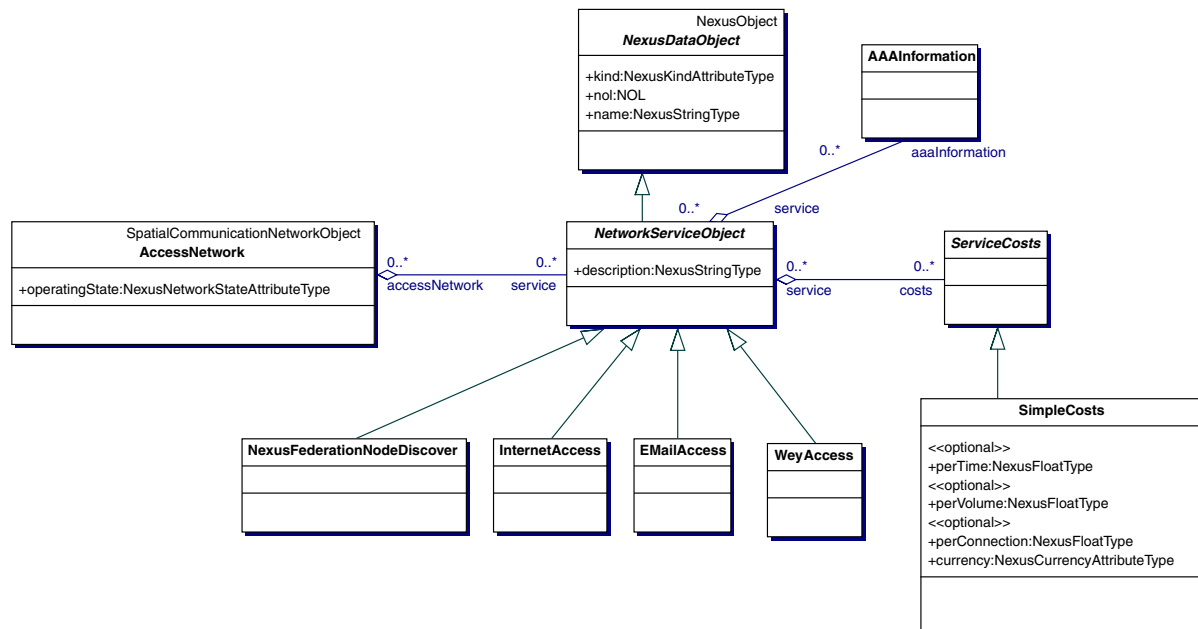 NexusObject
NexusDataObject
+kind:NexusKindAttributeType
+nol:NOL
+name:NexusStringType
AAAInformation
0..*
aaaInformation
0..*
service
SpatialCommunicationNetworkObject
AccessNetwork
+operatingState:NexusNetworkStateAttributeType
0..*
accessNetwork
0..*
service
NetworkServiceObject
+description:NexusStringType
0..*
service
0..*
costs
ServiceCosts
NexusFederationNodeDiscover
InternetAccess
EMailAccess
WeyAccess
SimpleCosts
<<optional>>
+perTime:NexusFloatType
<<optional>>
+perVolume:NexusFloatType
<<optional>>
+perConnection:NexusFloatType
+currency:NexusCurrencyAttributeType